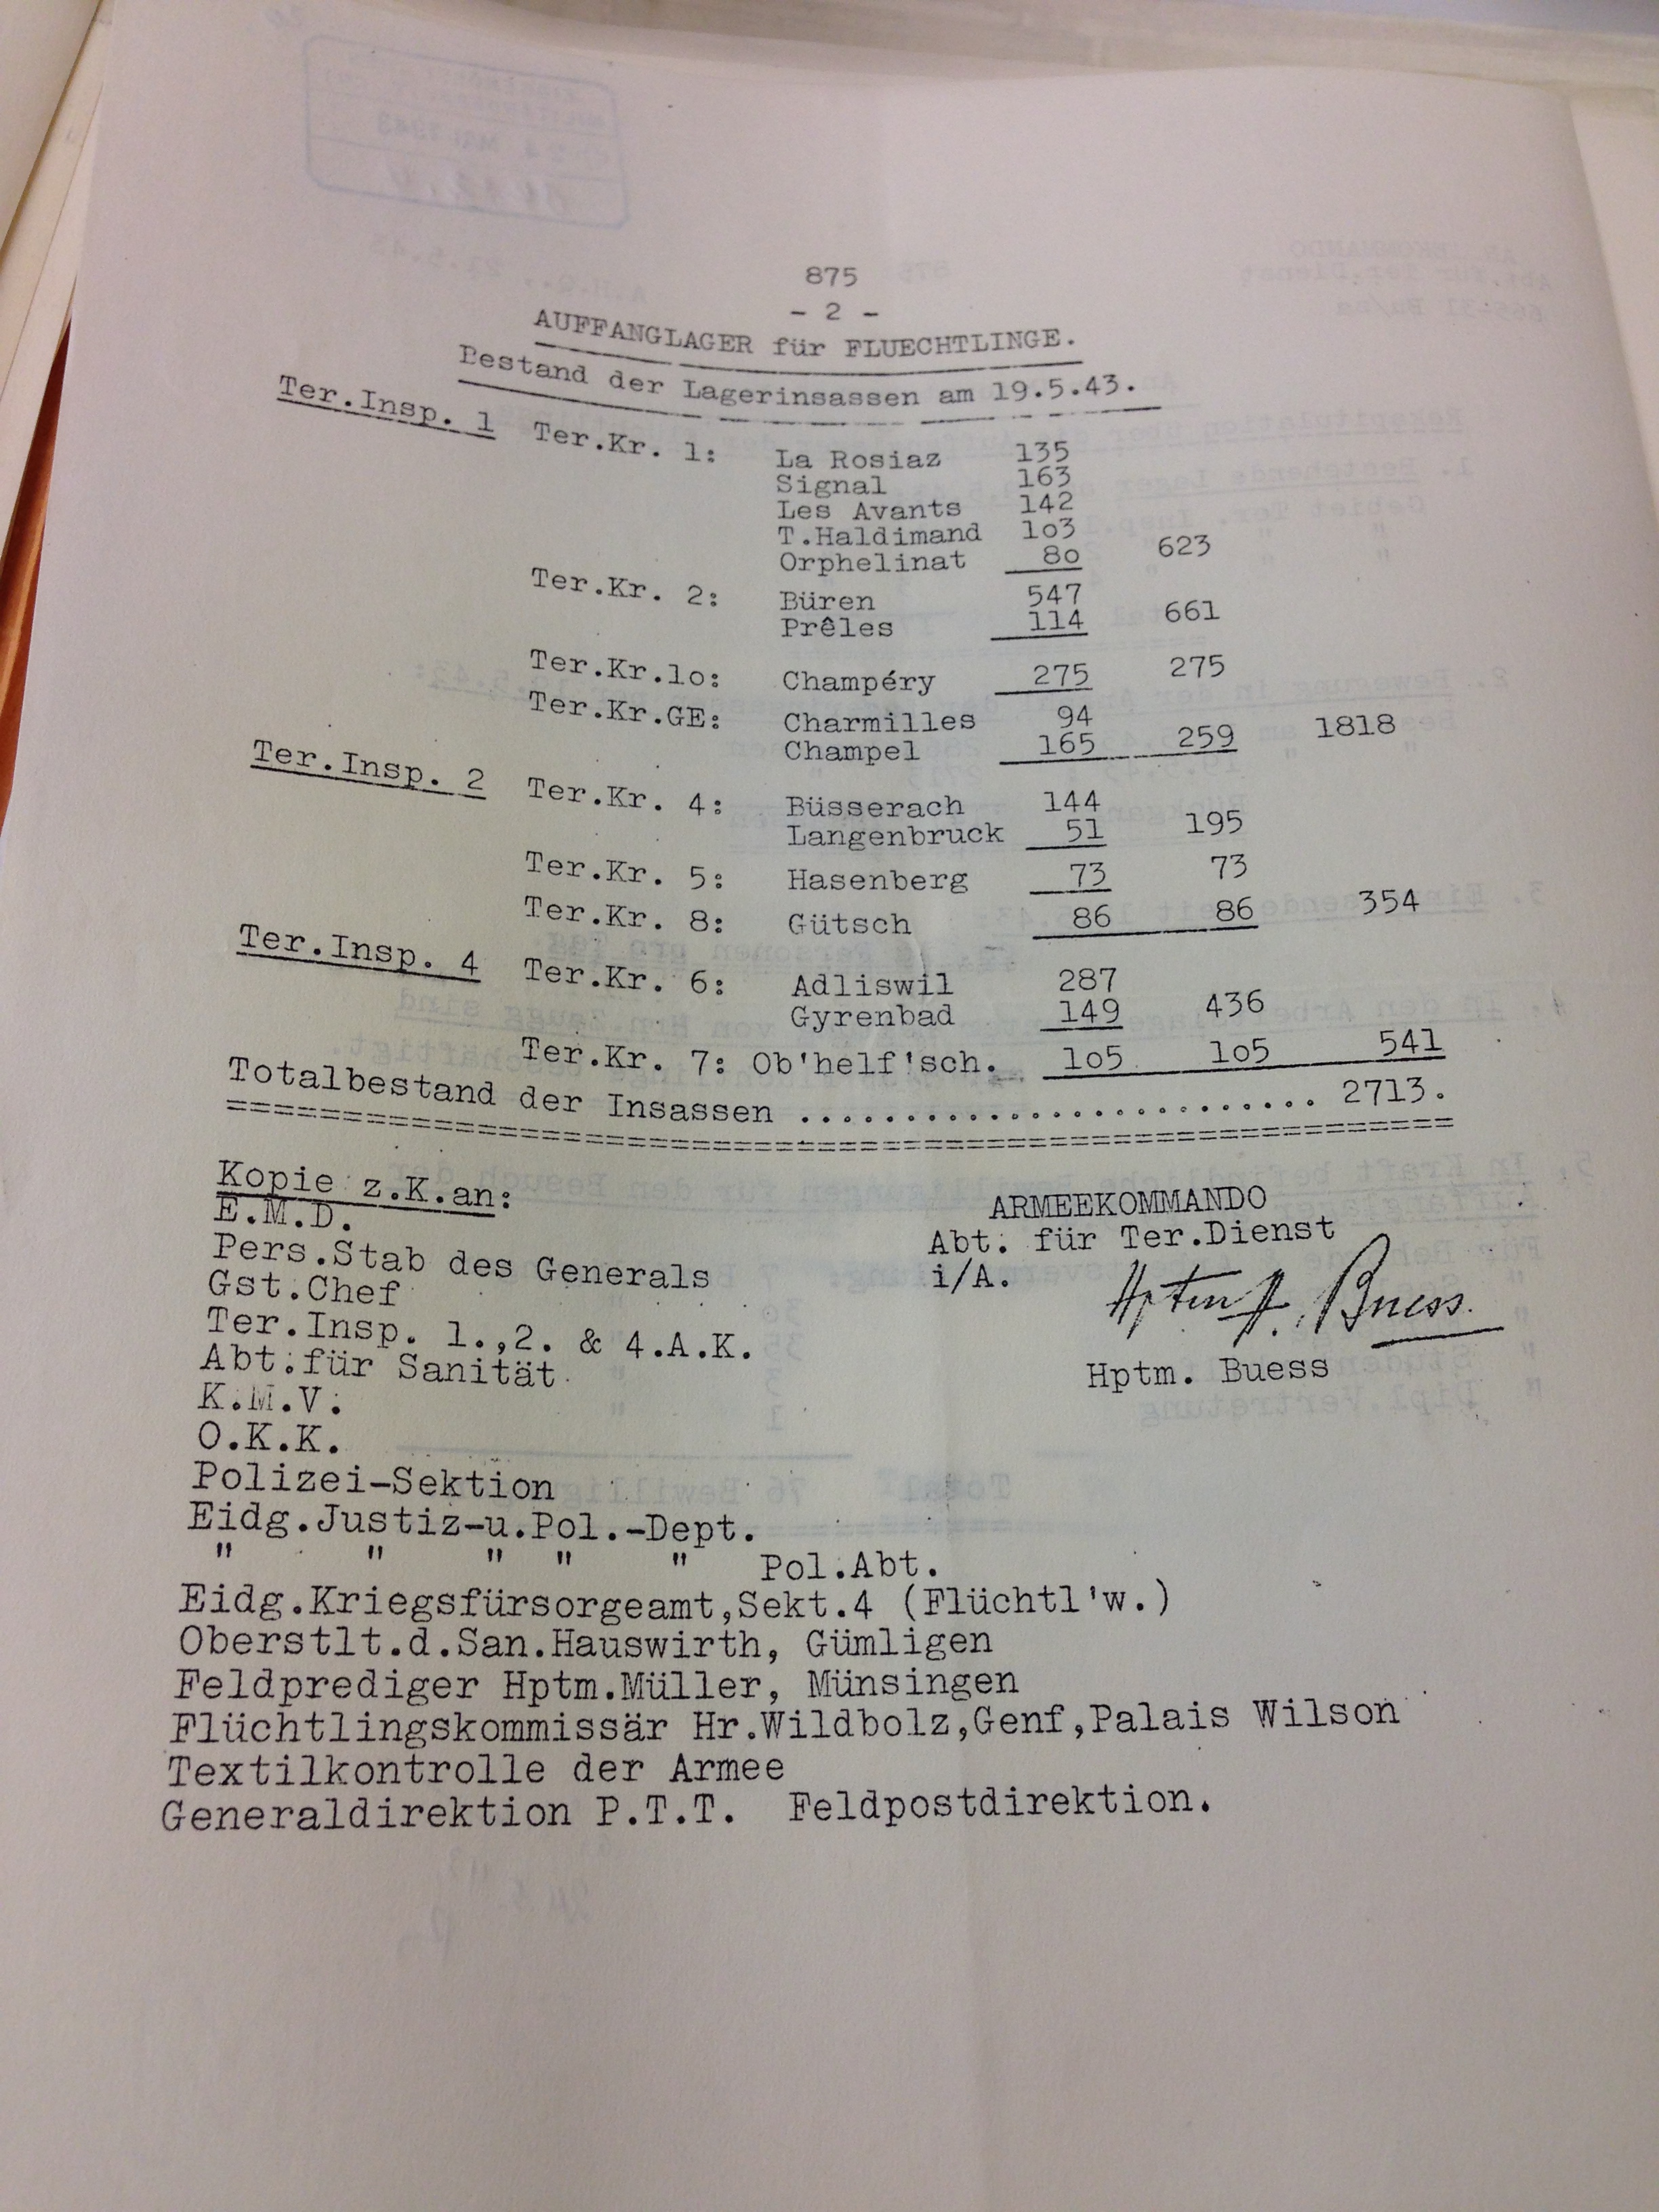 875
- 2 -
AUFFANGLAGER für FLUECHTLINGE.
Bestand der Lagerinsassen am 19.5.43.
Ter.Insp. 1 Ter.Kr. 1: La Rosiaz 135
Signal 163
Les Avants 142
T.Haldimand 1o3
Orphelinat 8o 623
Ter.Kr. 2: Büren 547
Prêles 114 661
Ter.Kr.1o: Champéry 275 275
Ter.Kr.GE: Charmilles 94
Champel 165 259 1818
Ter.Insp. 2 Ter.Kr. 4: Büsserach 144
Langenbruck 51 195
Ter.Kr. 5: Hasenberg 73 73
Ter.Kr. 8: Gütsch 86 86 354
Ter.Insp. 4 Ter.Kr. 6: Adliswil 287
Gyrenbad 149 436
Ter.Kr. 7: Ob'helf'sch. 1o5 1o5 541
Totalbestand der Insassen .......................... 2713.
Kopie z.K.an:
E.M.D.
Pers.Stab des Generals
Gst.Chef
Ter.Insp. 1.,2. & 4.A.K.
Abt.für Sanität
K.M.V.
O.K.K.
Polizei-Sektion
Eidg.Justiz-u.Pol.-Dept.
" " " " " Pol.Abt.
Eidg.Kriegsfürsorgeamt,Sekt.4 (Flüchtl'w.)
Oberstlt.d.San.Hauswirth, Gümligen
Feldprediger Hptm.Müller, Münsingen
Flüchtlingskommissär Hr.Wildbolz,Genf,Palais Wilson
Textilkontrolle der Armee
Generaldirektion P.T.T. Feldpostdirektion.
ARMEEKOMMANDO
Abt. für Ter.Dienst
i/A.
Buess.
Hptm. Buess